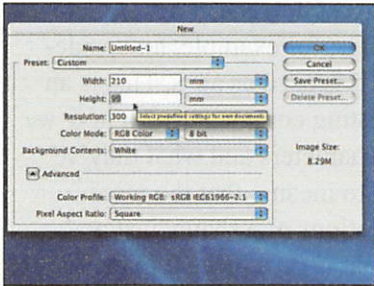 New
Name: Untitled-1
OK
Preset: Custom
Cancel
Width: 210 mm
Save Preset...
Height: 99 mm
Delete Preset...
Resolution: 300 Select predefined settings for new documents
Color Mode: RGB Color 8 bit
Background Contents: White
Image Size:
8.29M
Advanced
Color Profile: Working RGB: sRGB IEC61966-2.1
Pixel Aspect Ratio: Square